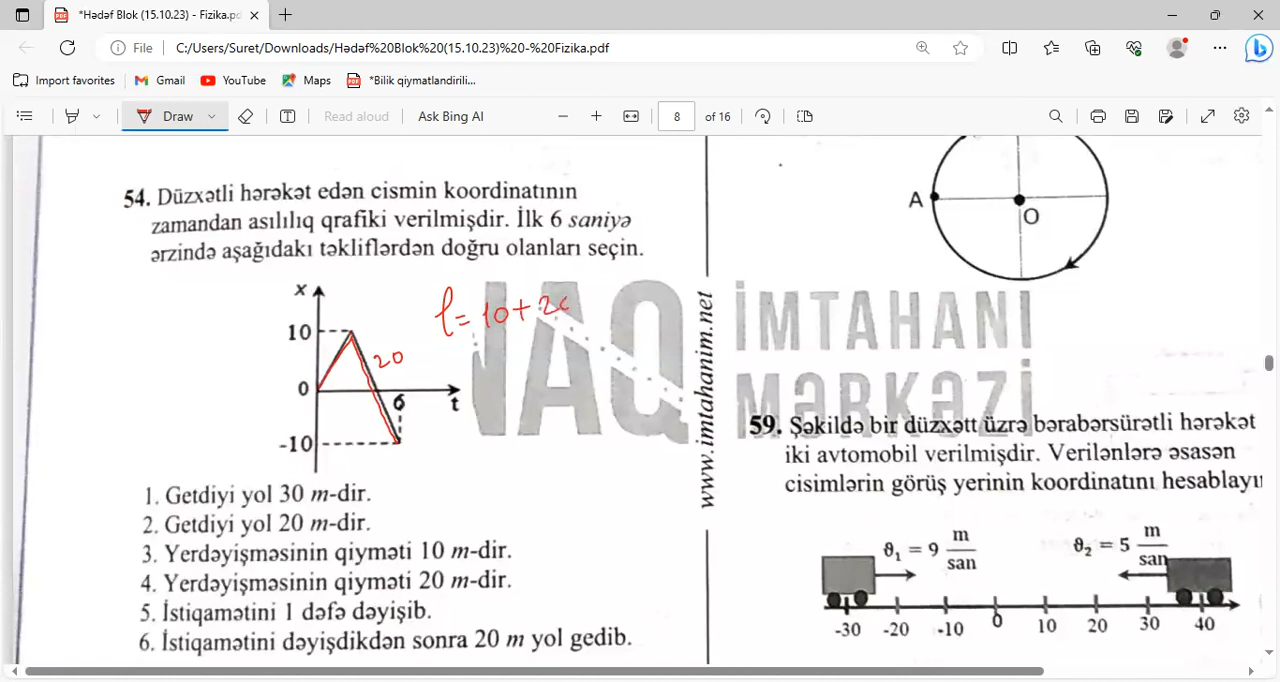 *Hədəf Blok (15.10.23) - Fizika.pd
File
C:/Users/Suret/Downloads/Hədəf%20Blok%20(15.10.23)%20-%20Fizika.pdf
Import favorites
Gmail
YouTube
Maps
*Bilik qiymatlandirili...
Draw
Read aloud
Ask Bing AI
8
of 16
54. Düzxətli hərəkət edən cismin koordinatının
zamandan asılılıq qrafiki verilmişdir. İlk 6 saniyə
ərzində aşağıdakı təkliflərdən doğru olanları seçin.
x
10
0
-10
6
t
20
l = 10 + 20
1. Getdiyi yol 30 m-dir.
2. Getdiyi yol 20 m-dir.
3. Yerdəyişməsinin qiyməti 10 m-dir.
4. Yerdəyişməsinin qiyməti 20 m-dir.
5. İstiqamətini 1 dəfə dəyişib.
6. İstiqamətini dəyişdikdən sonra 20 m yol gedib.
www.imtahanim.net
İMTAHANI
MƏRKƏZİ
A
O
59. Şəkildə bir düzxətt üzrə bərabərsürətli hərəkət
iki avtomobil verilmişdir. Verilənlərə əsasən
cisimlərin görüş yerinin koordinatını hesablayı
ϑ₁ = 9 m/san
ϑ₂ = 5 m/san
-30 -20 -10 0 10 20 30 40